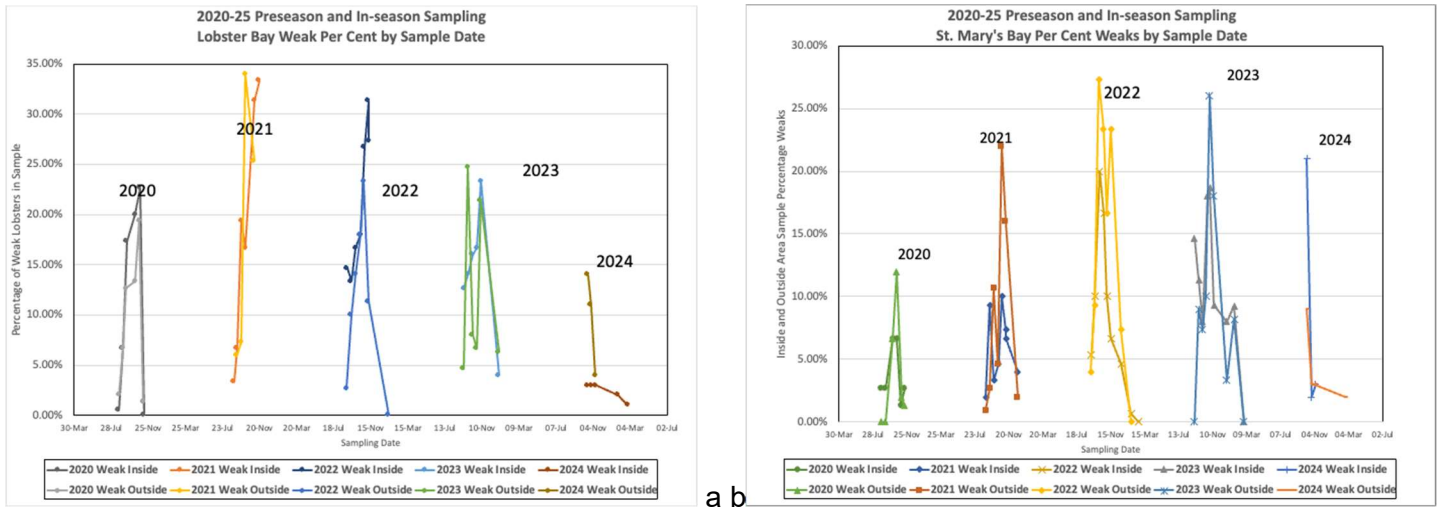 2020-25 Preseason and In-season Sampling
Lobster Bay Weak Per Cent by Sample Date
Percentage of Weak Lobsters in Sample
35.00%
30.00%
25.00%
20.00%
15.00%
10.00%
5.00%
0.00%
2020
2021
2022
2023
2024
30-Mar 28-Jul 25-Nov 25-Mar 23-Jul 20-Nov 20-Mar 18-Jul 15-Nov 15-Mar 13-Jul 10-Nov 09-Mar 07-Jul 04-Nov 04-Mar 02-Jul
Sampling Date
2020 Weak Inside 2021 Weak Inside 2022 Weak Inside 2023 Weak Inside 2024 Weak Inside
2020 Weak Outside 2021 Weak Outside 2022 Weak Outside 2023 Weak Outside 2024 Weak Outside
a b
2020-25 Preseason and In-season Sampling
St. Mary's Bay Per Cent Weaks by Sample Date
Inside and Outside Area Sample Percentage Weaks
30.00%
25.00%
20.00%
15.00%
10.00%
5.00%
0.00%
2020
2021
2022
2023
2024
30-Mar 28-Jul 25-Nov 25-Mar 23-Jul 20-Nov 20-Mar 18-Jul 15-Nov 15-Mar 13-Jul 10-Nov 09-Mar 07-Jul 04-Nov 04-Mar 02-Jul
Sampling Date
2020 Weak Inside 2021 Weak Inside 2022 Weak Inside 2023 Weak Inside 2024 Weak Inside
2020 Weak Outside 2021 Weak Outside 2022 Weak Outside 2023 Weak Outside 2024 Weak Outside